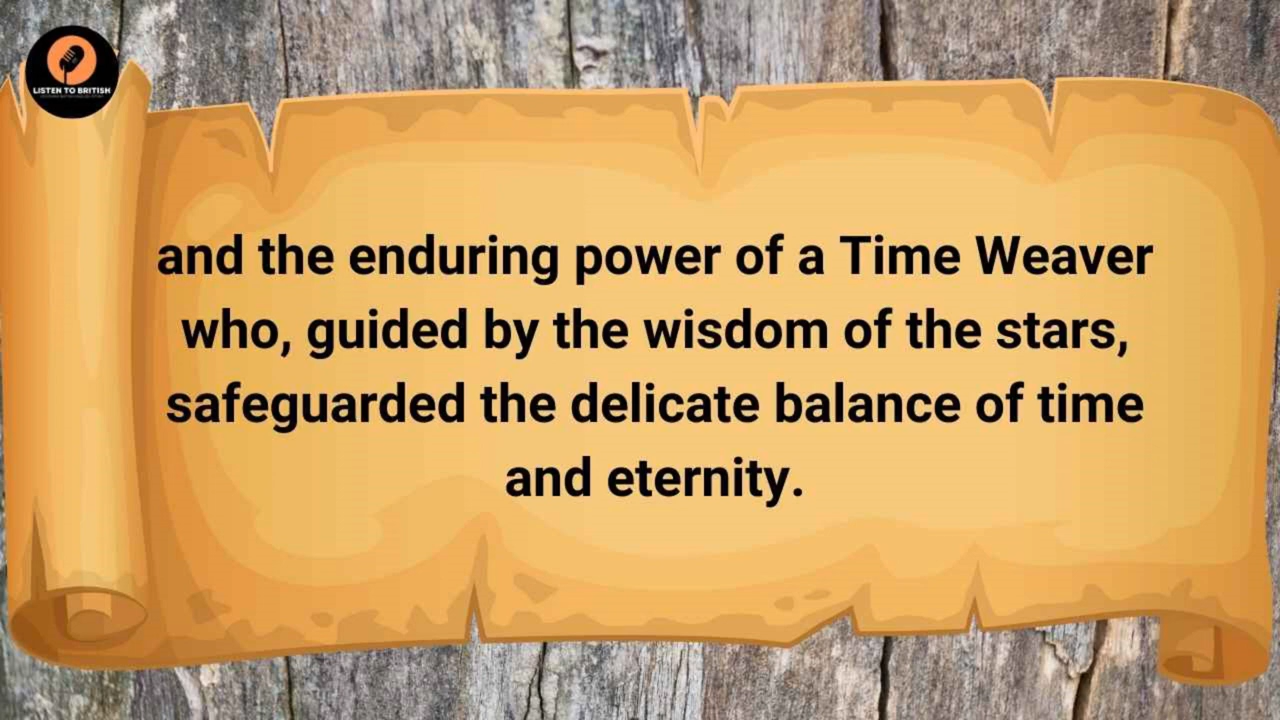 LISTEN TO BRITISH
and the enduring power of a Time Weaver
who, guided by the wisdom of the stars,
safeguarded the delicate balance of time
and eternity.